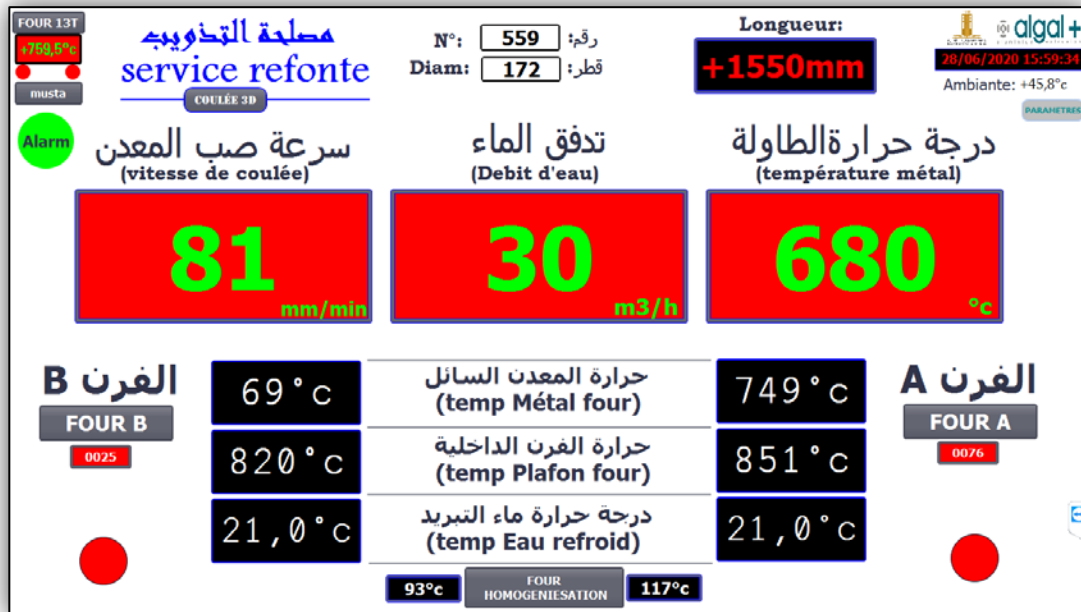 FOUR 13T
+759,5°c
musta
مصلحة التذويب
service refonte
COULÉE 3D
N°: 559 رقم:
Diam: 172 قطر:
Longueur:
+1550mm
algal +
28/06/2020 15:59:34
Ambiante: +45,8°c
PARAMETRES
Alarm
سرعة صب المعدن
(vitesse de coulée)
81
mm/min
تدفق الماء
(Debit d'eau)
30
m3/h
درجة حرارةالطاولة
(température métal)
680
°c
الفرن B
FOUR B
0025
69°c
حرارة المعدن السائل
(temp Métal four)
749°c
820°c
حرارة الفرن الداخلية
(temp Plafon four)
851°c
21,0°c
درجة حرارة ماء التبريد
(temp Eau refroid)
21,0°c
الفرن A
FOUR A
0076
93°c
FOUR
HOMOGENIESATION
117°c